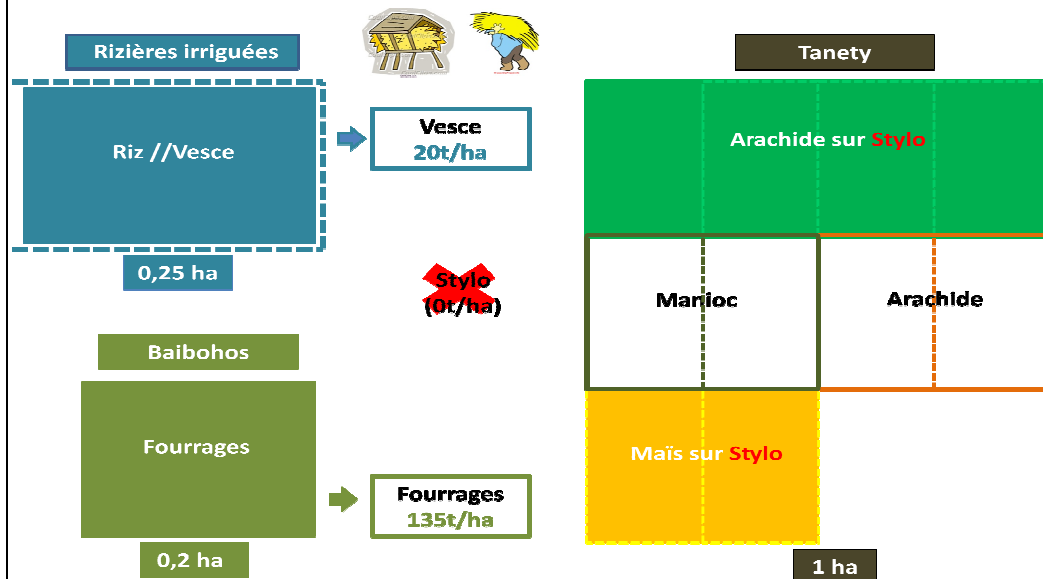 Rizières irriguées
Riz //Vesce
0,25 ha
Vesce
20t/ha
Stylo
(0t/ha)
Baibohos
Fourrages
0,2 ha
Fourrages
135t/ha
Tanety
Arachide sur Stylo
Manioc
Arachide
Maïs sur Stylo
1 ha